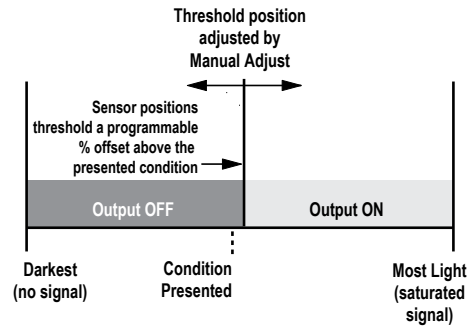 Threshold position
adjusted by
Manual Adjust
Sensor positions
threshold a programmable
% offset above the
presented condition
Output OFF
Output ON
Darkest
(no signal)
Condition
Presented
Most Light
(saturated
signal)